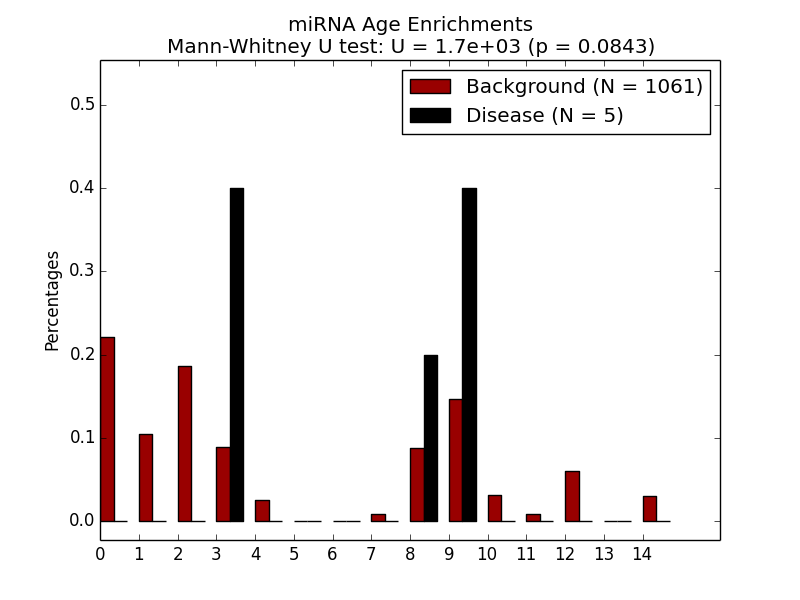 miRNA Age Enrichments
Mann-Whitney U test: U = 1.7e+03 (p = 0.0843)
Background (N = 1061)
Disease (N = 5)
Percentages
0.5
0.4
0.3
0.2
0.1
0.0
0 1 2 3 4 5 6 7 8 9 10 11 12 13 14